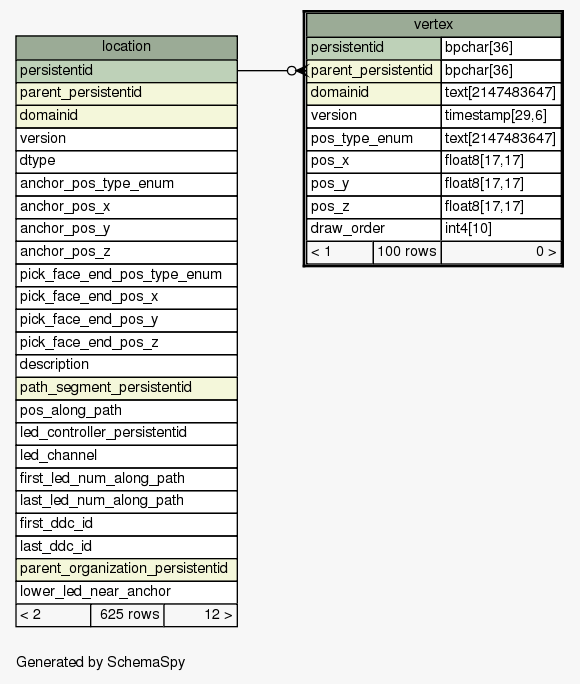 location
persistentid
parent_persistentid
domainid
version
dtype
anchor_pos_type_enum
anchor_pos_x
anchor_pos_y
anchor_pos_z
pick_face_end_pos_type_enum
pick_face_end_pos_x
pick_face_end_pos_y
pick_face_end_pos_z
description
path_segment_persistentid
pos_along_path
led_controller_persistentid
led_channel
first_led_num_along_path
last_led_num_along_path
first_ddc_id
last_ddc_id
parent_organization_persistentid
lower_led_near_anchor
< 2 625 rows 12 >
vertex
persistentid bpchar[36]
parent_persistentid bpchar[36]
domainid text[2147483647]
version timestamp[29,6]
pos_type_enum text[2147483647]
pos_x float8[17,17]
pos_y float8[17,17]
pos_z float8[17,17]
draw_order int4[10]
< 1 100 rows 0 >
Generated by SchemaSpy